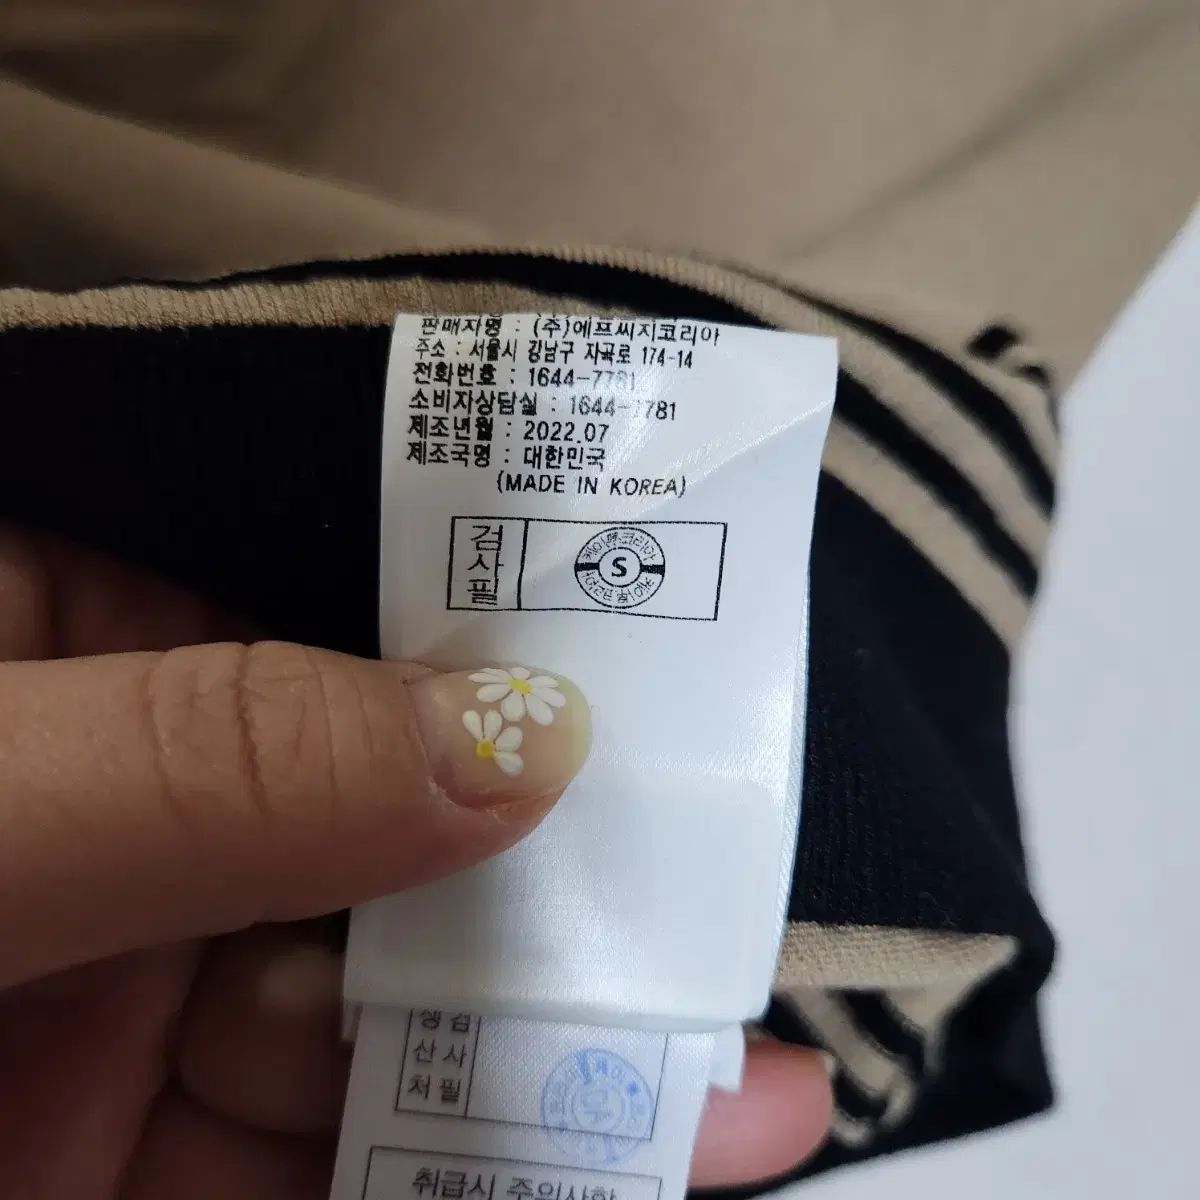 판매자명 : (주)에프씨지코리아
주소 : 서울시 강남구 자곡로 174-14
전화번호 : 1644-7781
소비자상담실 : 1644-7781
제조년월 : 2022.07
제조국명 : 대한민국
(MADE IN KOREA)
검사필
S
생산처
검사필
취급시 주의사항